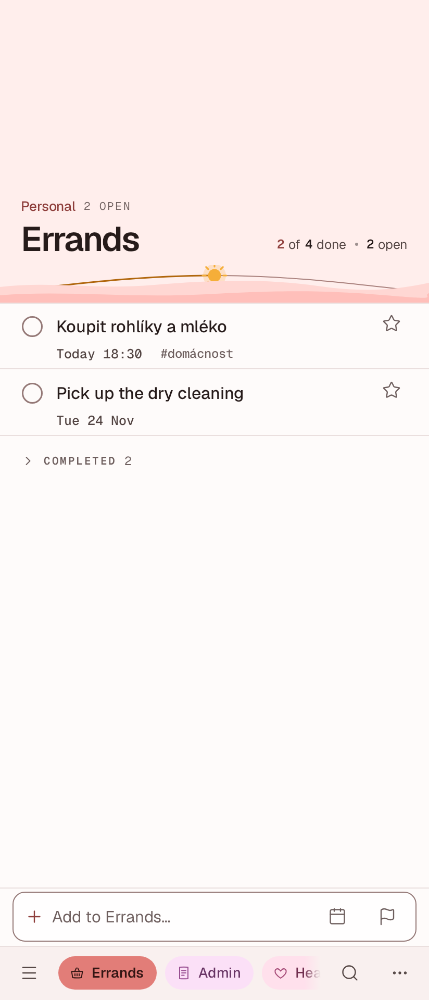 Personal 2 OPEN
Errands
2 of 4 done • 2 open
Koupit rohlíky a mléko
Today 18:30 #domácnost
Pick up the dry cleaning
Tue 24 Nov
COMPLETED 2
Add to Errands...
Errands
Admin
Hea